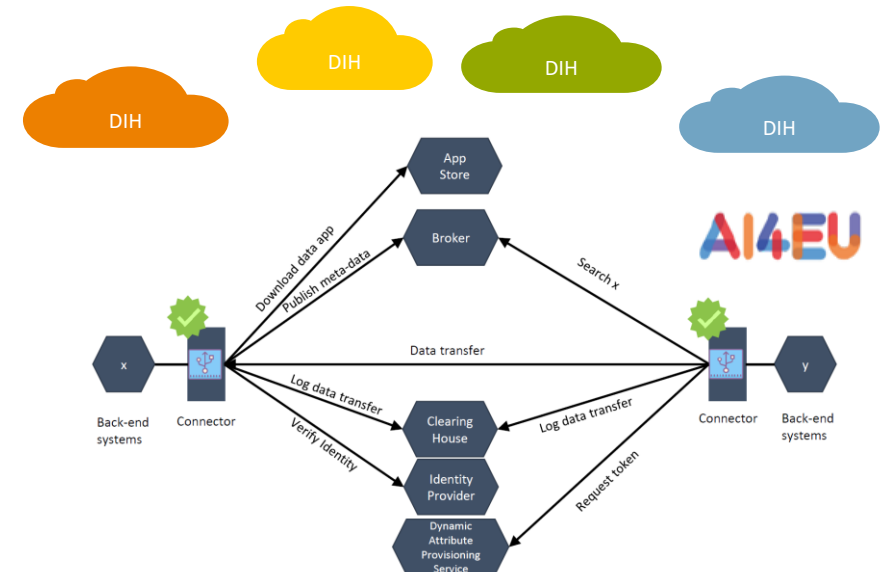 DIH
DIH
DIH
DIH
App
Store
AI4EU
Broker
Download data app
Publish meta-data
Search x
x
Data transfer
y
Back-end
systems
Connector
Log data transfer
Verify Identity
Clearing
House
Log data transfer
Connector
Back-end
systems
Identity
Provider
Request token
Dynamic
Attribute
Provisioning
Service